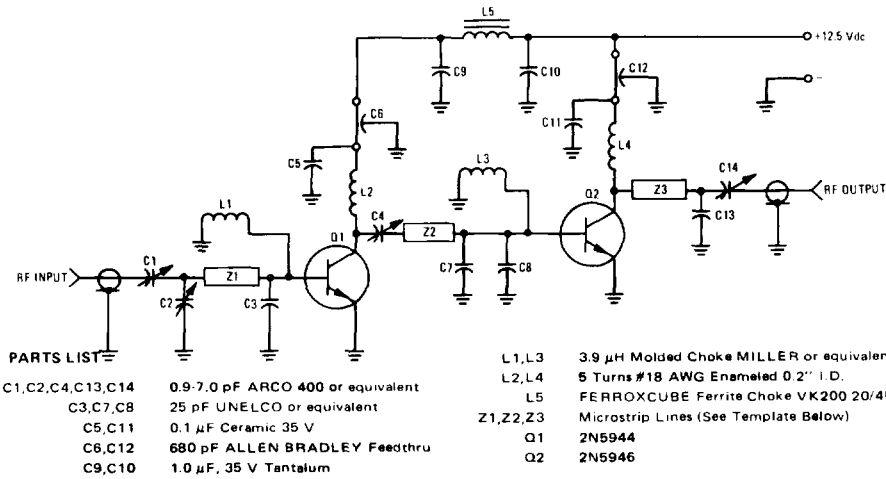 L5
+12.5 Vdc
C9
C10
C12
–
C6
C11
C5
L4
L3
L2
C14
L1
Q2
Z3
RF OUTPUT
C4
C13
Q1
Z2
C1
RF INPUT
Z1
C7
C8
C2
C3
PARTS LIST
C1,C2,C4,C13,C14 0.9-7.0 pF ARCO 400 or equivalent
C3,C7,C8 25 pF UNELCO or equivalent
C5,C11 0.1 μF Ceramic 35 V
C6,C12 680 pF ALLEN BRADLEY Feedthru
C9,C10 1.0 μF, 35 V Tantalum
L1,L3 3.9 μH Molded Choke MILLER or equivalen
L2,L4 5 Turns #18 AWG Enameled 0.2" I.D.
L5 FERROXCUBE Ferrite Choke VK200 20/4
Z1,Z2,Z3 Microstrip Lines (See Template Below)
Q1 2N5944
Q2 2N5946